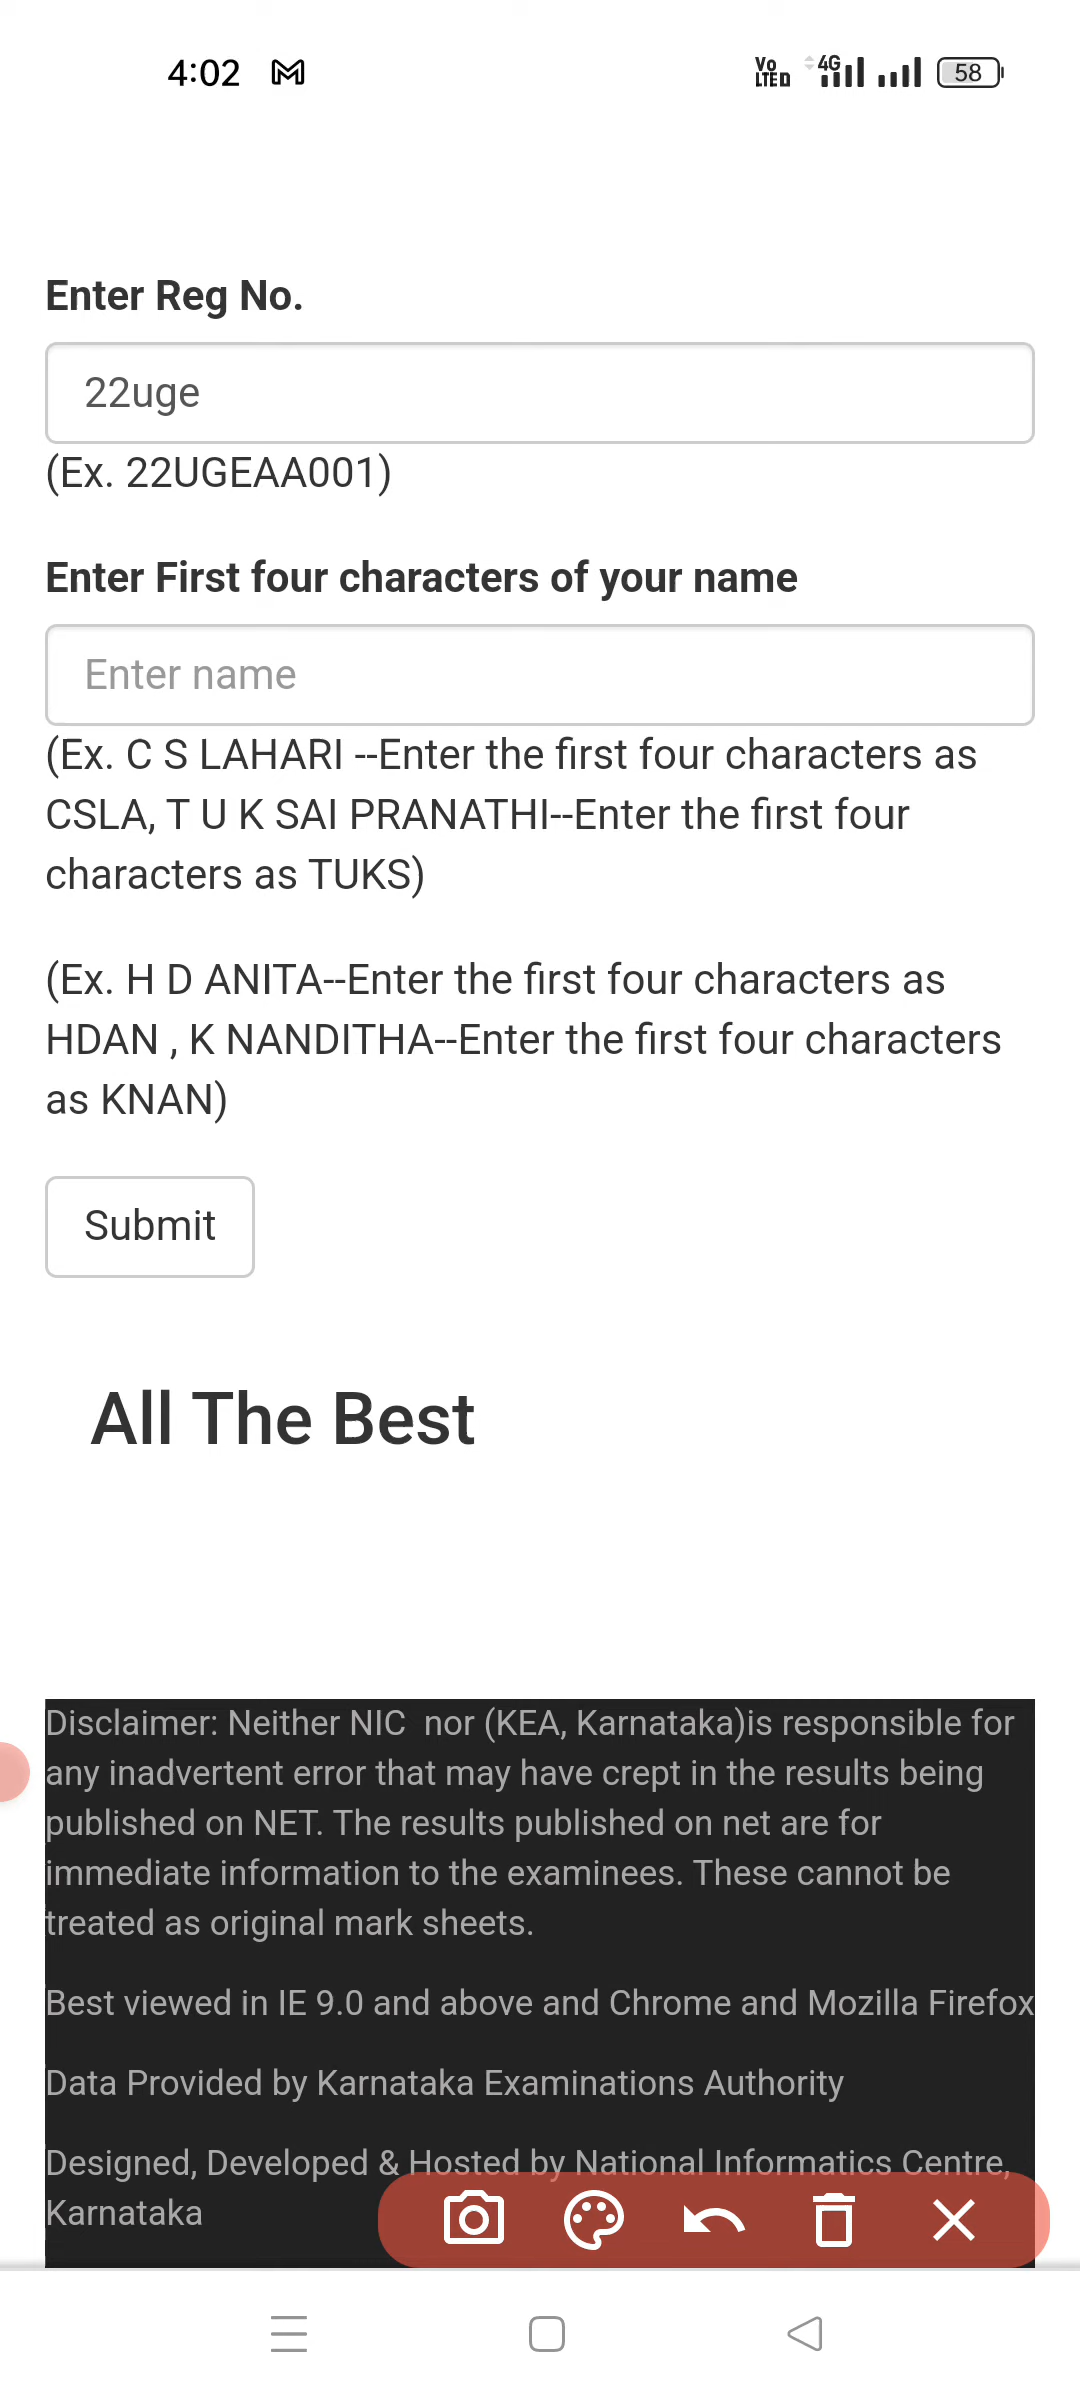 4:02
Vo LTE D 4G 58
Enter Reg No.
22uge
(Ex. 22UGEAA001)
Enter First four characters of your name
Enter name
(Ex. C S LAHARI --Enter the first four characters as
CSLA, T U K SAI PRANATHI--Enter the first four
characters as TUKS)
(Ex. H D ANITA--Enter the first four characters as
HDAN , K NANDITHA--Enter the first four characters
as KNAN)
Submit
All The Best
Disclaimer: Neither NIC  nor (KEA, Karnataka)is responsible for
any inadvertent error that may have crept in the results being
published on NET. The results published on net are for
immediate information to the examinees. These cannot be
treated as original mark sheets.
Best viewed in IE 9.0 and above and Chrome and Mozilla Firefox
Data Provided by Karnataka Examinations Authority
Designed, Developed & Hosted by National Informatics Centre,
Karnataka